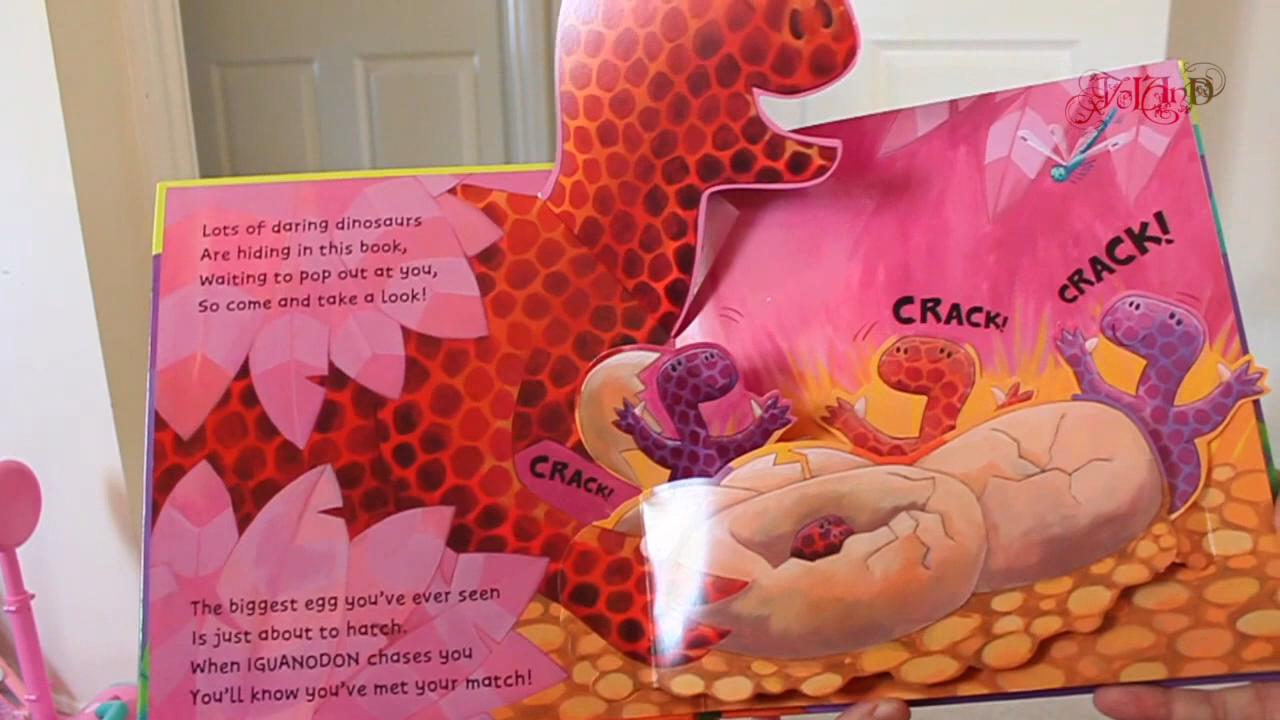 Lots of daring dinosaurs
Are hiding in this book,
Waiting to pop out at you,
So come and take a look!
The biggest egg you've ever seen
Is just about to hatch.
When IGUANODON chases you
You'll know you've met your match!
CRACK!
CRACK!
CRACK!
YoLAnD